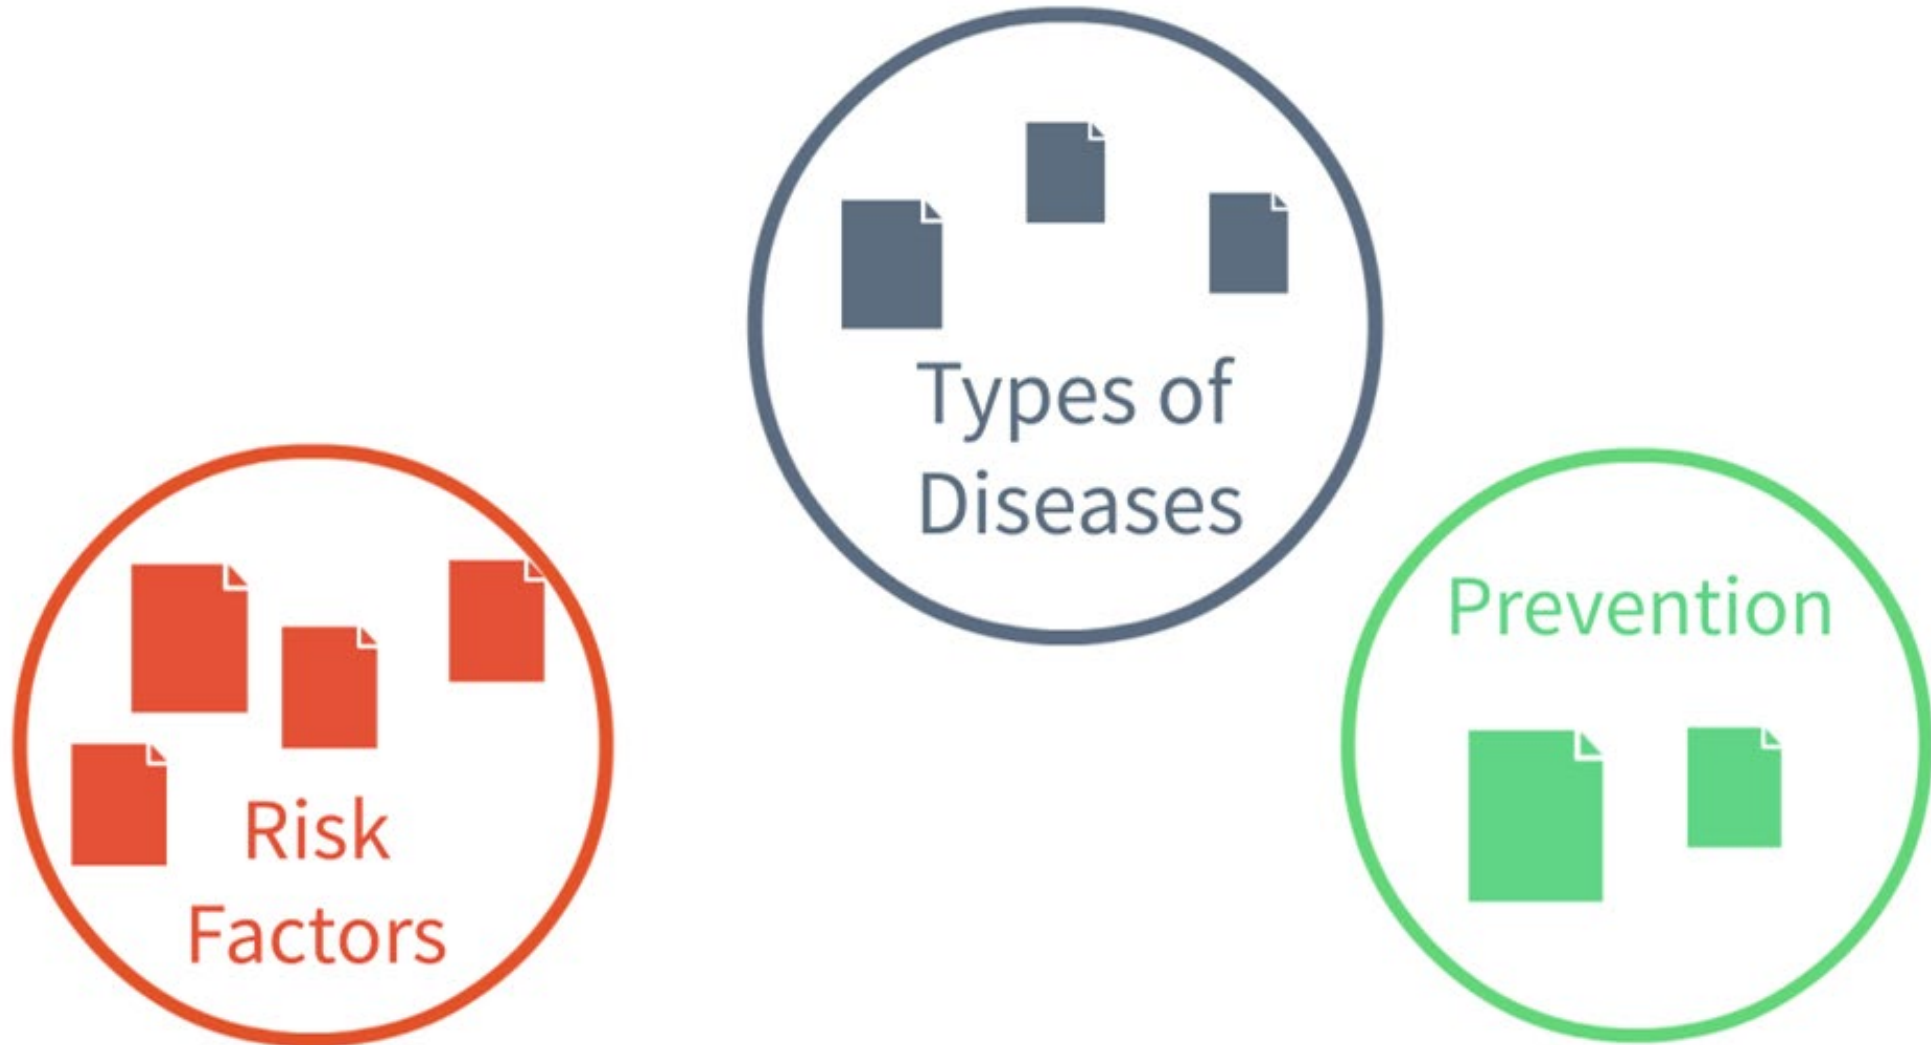 Types of
Diseases
Prevention
Risk
Factors